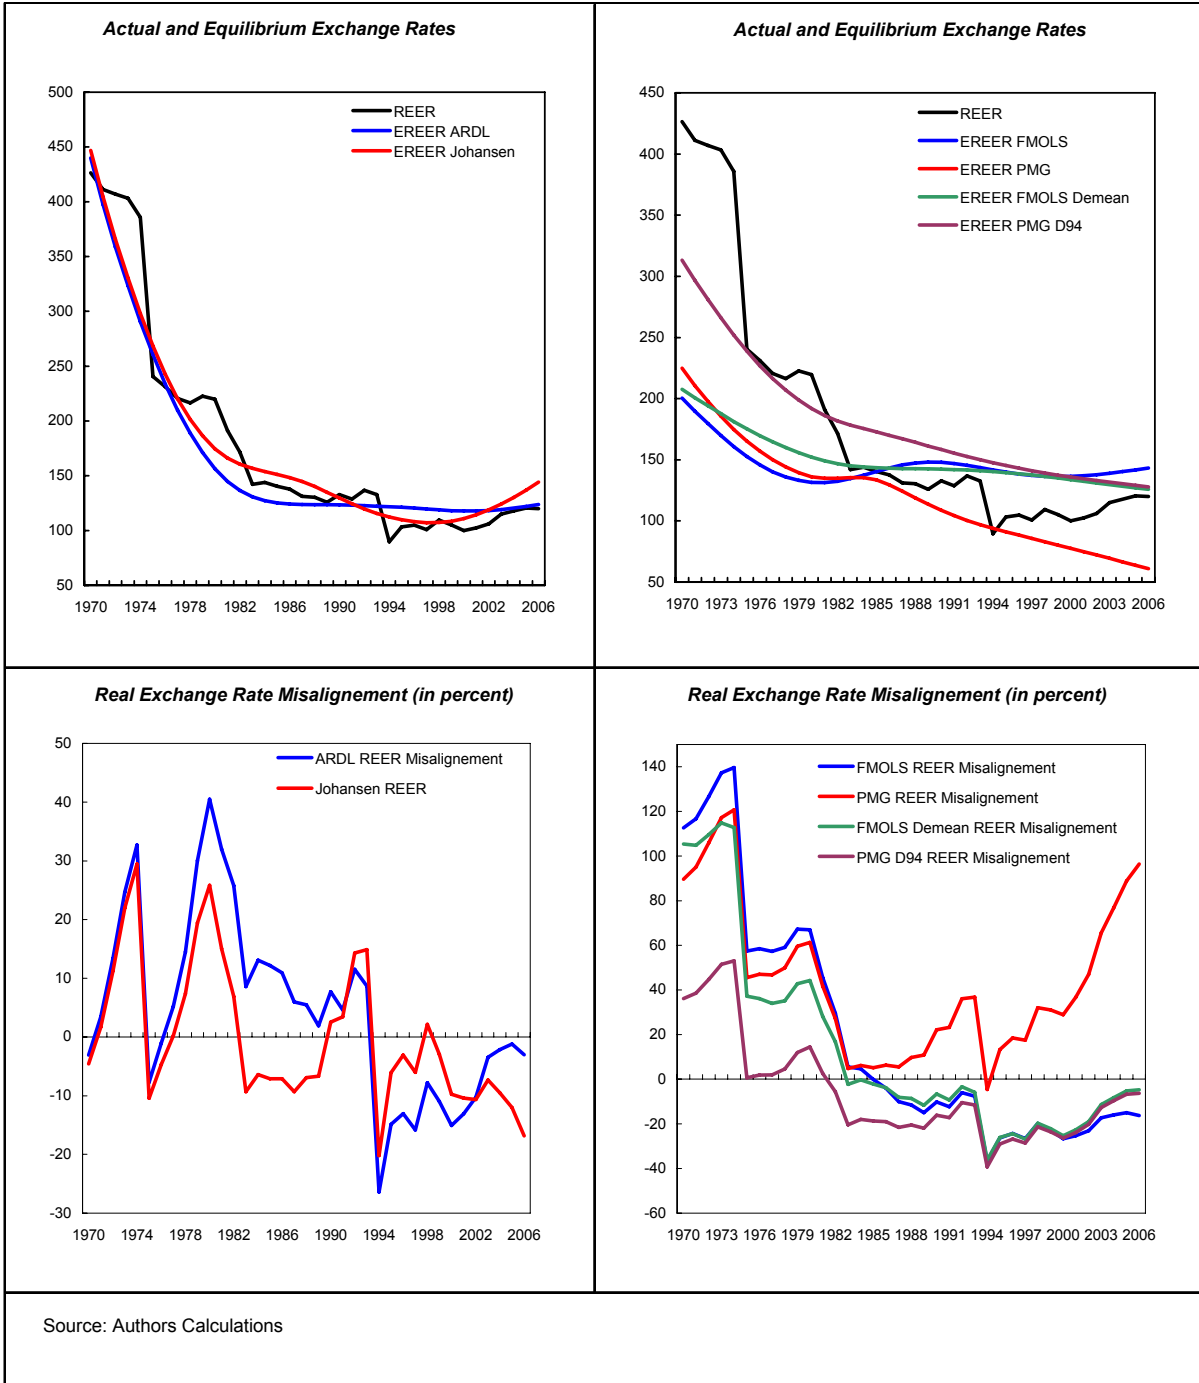 Actual and Equilibrium Exchange Rates
500
450
400
350
300
250
200
150
100
50
REER
EREER ARDL
EREER Johansen
1970 1974 1978 1982 1986 1990 1994 1998 2002 2006
Actual and Equilibrium Exchange Rates
450
400
350
300
250
200
150
100
50
REER
EREER FMOLS
EREER PMG
EREER FMOLS Demean
EREER PMG D94
1970 1973 1976 1979 1982 1985 1988 1991 1994 1997 2000 2003 2006
Real Exchange Rate Misalignement (in percent)
50
40
30
20
10
0
-10
-20
-30
ARDL REER Misalignement
Johansen REER
1970 1974 1978 1982 1986 1990 1994 1998 2002 2006
Real Exchange Rate Misalignement (in percent)
140
120
100
80
60
40
20
0
-20
-40
-60
FMOLS REER Misalignement
PMG REER Misalignement
FMOLS Demean REER Misalignement
PMG D94 REER Misalignement
1970 1973 1976 1979 1982 1985 1988 1991 1994 1997 2000 2003 2006
Source: Authors Calculations